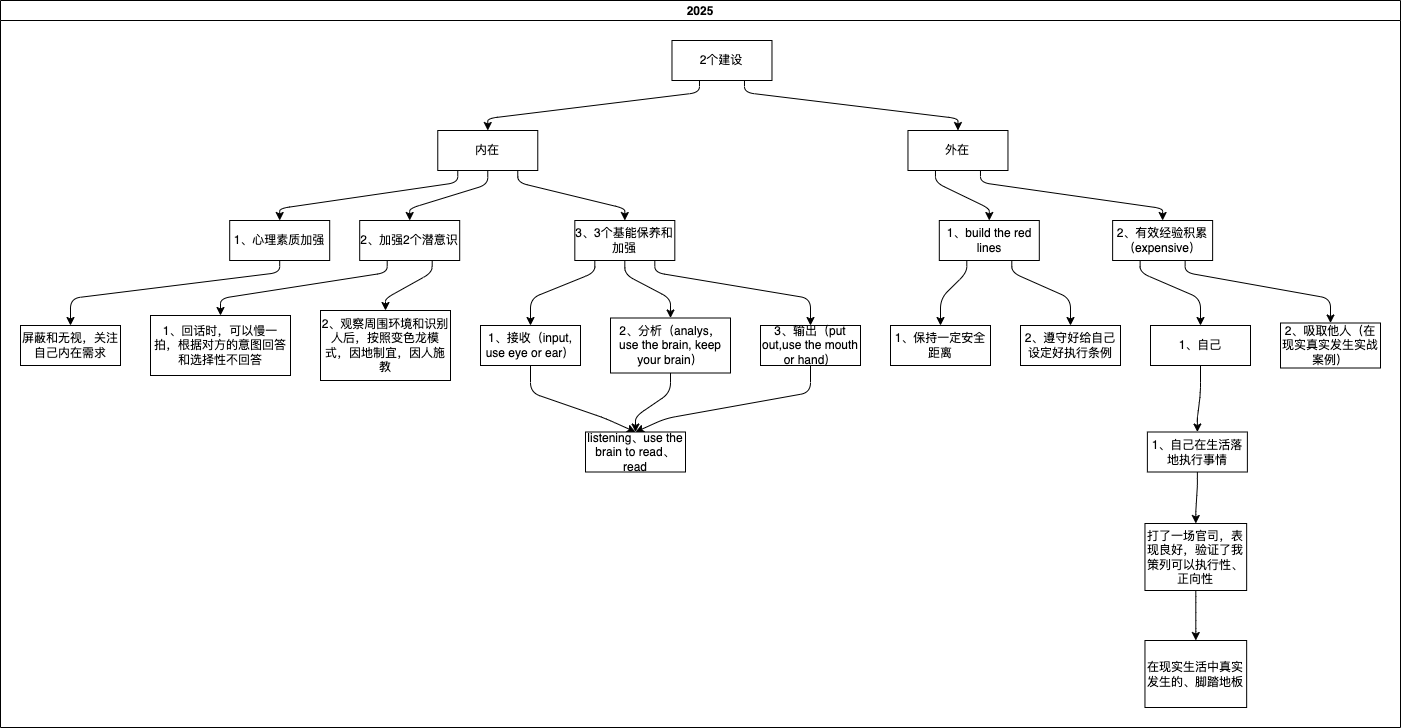 2025
2个建设
内在
外在
1、心理素质加强
2、加强2个潜意识
3、3个基能保养和
加强
1、build the red
lines
2、有效经验积累
（expensive）
屏蔽和无视，关注
自己内在需求
1、回话时，可以慢一
拍，根据对方的意图回答
和选择性不回答
2、观察周围环境和识别
人后，按照变色龙模
式，因地制宜，因人施
教
1、接收（input,
use eye or ear）
2、分析（analys,
use the brain, keep
your brain）
3、输出（put
out,use the mouth
or hand）
1、保持一定安全
距离
2、遵守好给自己
设定好执行条例
1、自己
2、吸取他人（在
现实真实发生实战
案例）
listening、use the
brain to read、
read
1、自己在生活落
地执行事情
打了一场官司，表
现良好，验证了我
策列可以执行性、
正向性
在现实生活中真实
发生的、脚踏地板